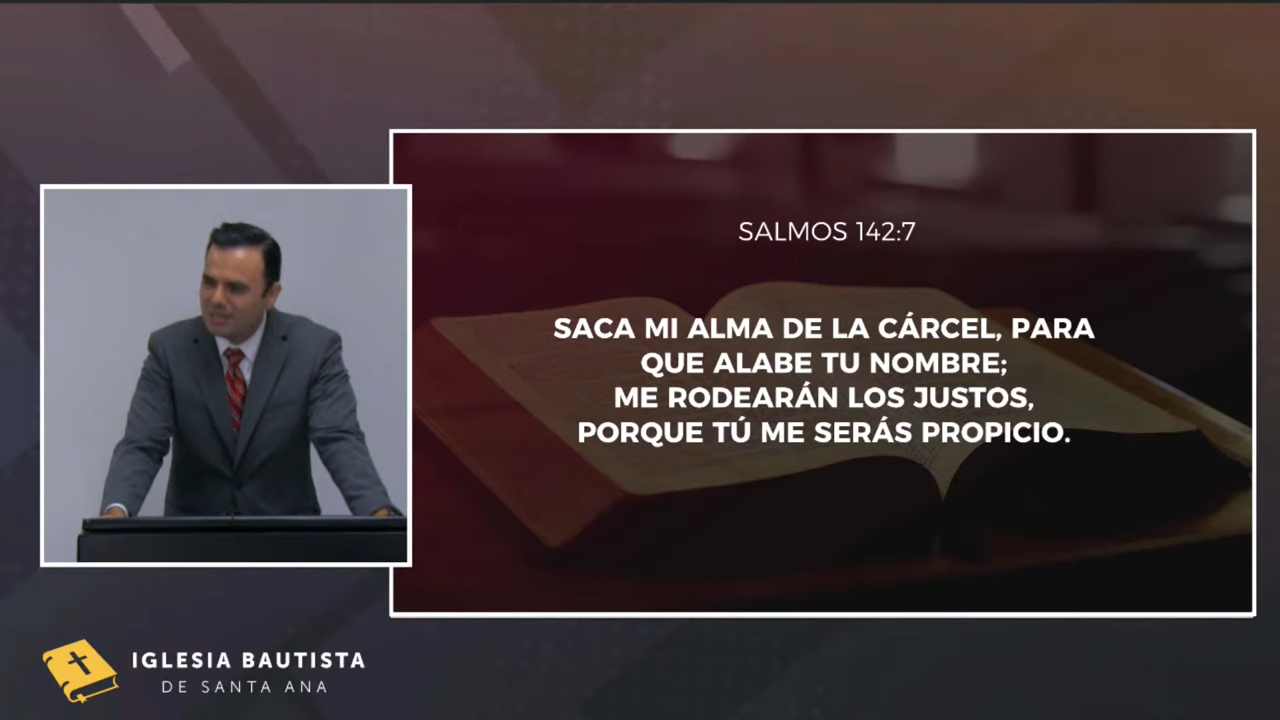 SALMOS 142:7
SACA MI ALMA DE LA CÁRCEL, PARA
QUE ALABE TU NOMBRE;
ME RODEARÁN LOS JUSTOS,
PORQUE TÚ ME SERÁS PROPICIO.
IGLESIA BAUTISTA
DE SANTA ANA